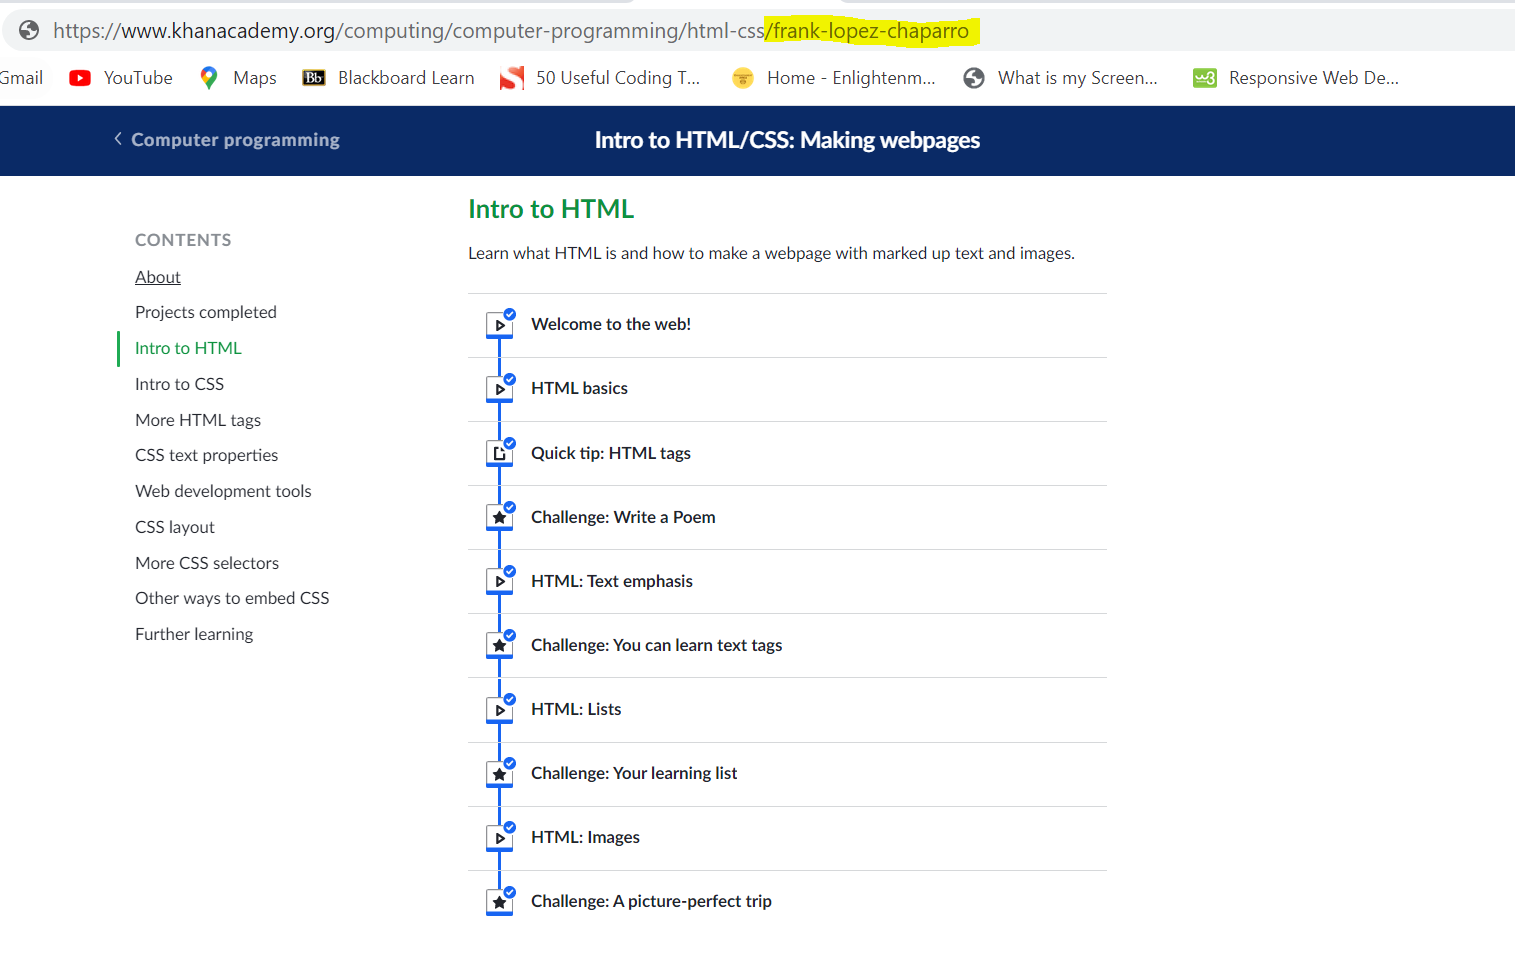 https://www.khanacademy.org/computing/computer-programming/html-css/frank-lopez-chaparro
Gmail YouTube Maps Bb Blackboard Learn 50 Useful Coding T... Home - Enlightenm... What is my Screen... w3 Responsive Web De...
Computer programming Intro to HTML/CSS: Making webpages
CONTENTS
About
Projects completed
Intro to HTML
Intro to CSS
More HTML tags
CSS text properties
Web development tools
CSS layout
More CSS selectors
Other ways to embed CSS
Further learning
Intro to HTML
Learn what HTML is and how to make a webpage with marked up text and images.
Welcome to the web!
HTML basics
Quick tip: HTML tags
Challenge: Write a Poem
HTML: Text emphasis
Challenge: You can learn text tags
HTML: Lists
Challenge: Your learning list
HTML: Images
Challenge: A picture-perfect trip